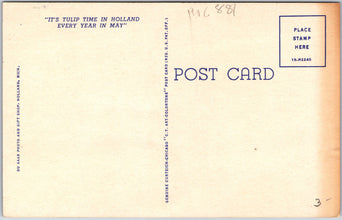 "IT'S TULIP TIME IN HOLLAND
EVERY YEAR IN MAY"
PLACE
STAMP
HERE
POST CARD
DU SAAR PHOTO AND GIFT SHOP, HOLLAND, MICH.
GENUINE CURTEICH-CHICAGO "C.T. ART-COLORTONE" POST CARD (REG. U.S. PAT. OFF.)
3-